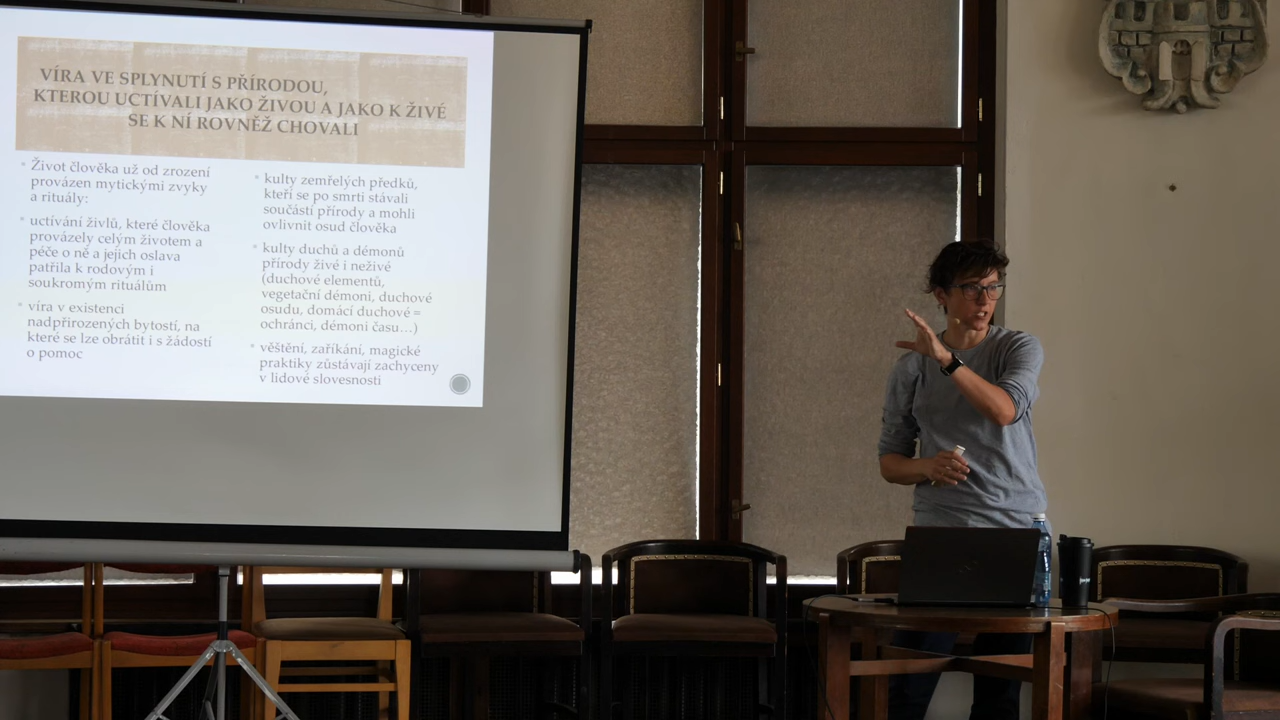 VÍRA VE SPLYNUTÍ S PŘÍRODOU,
KTEROU UCTÍVALI JAKO ŽIVOU A JAKO K ŽIVÉ
SE K NÍ ROVNĚŽ CHOVALI
Život člověka už od zrození
provázen mytickými zvyky
a rituály:
uctívání živlů, které člověka
provázely celým životem a
péče o ně a jejich oslava
patřila k rodovým i
soukromým rituálům
víra v existenci
nadpřirozených bytostí, na
které se lze obrátit i s žádostí
o pomoc
kulty zemřelých předků,
kteří se po smrti stávali
součástí přírody a mohli
ovlivnit osud člověka
kulty duchů a démonů
přírody živé i neživé
(duchové elementů,
vegetační démoni, duchové
osudu, domácí duchové =
ochránci, démoni času…)
věštění, zaříkání, magické
praktiky zůstávají zachyceny
v lidové slovesnosti